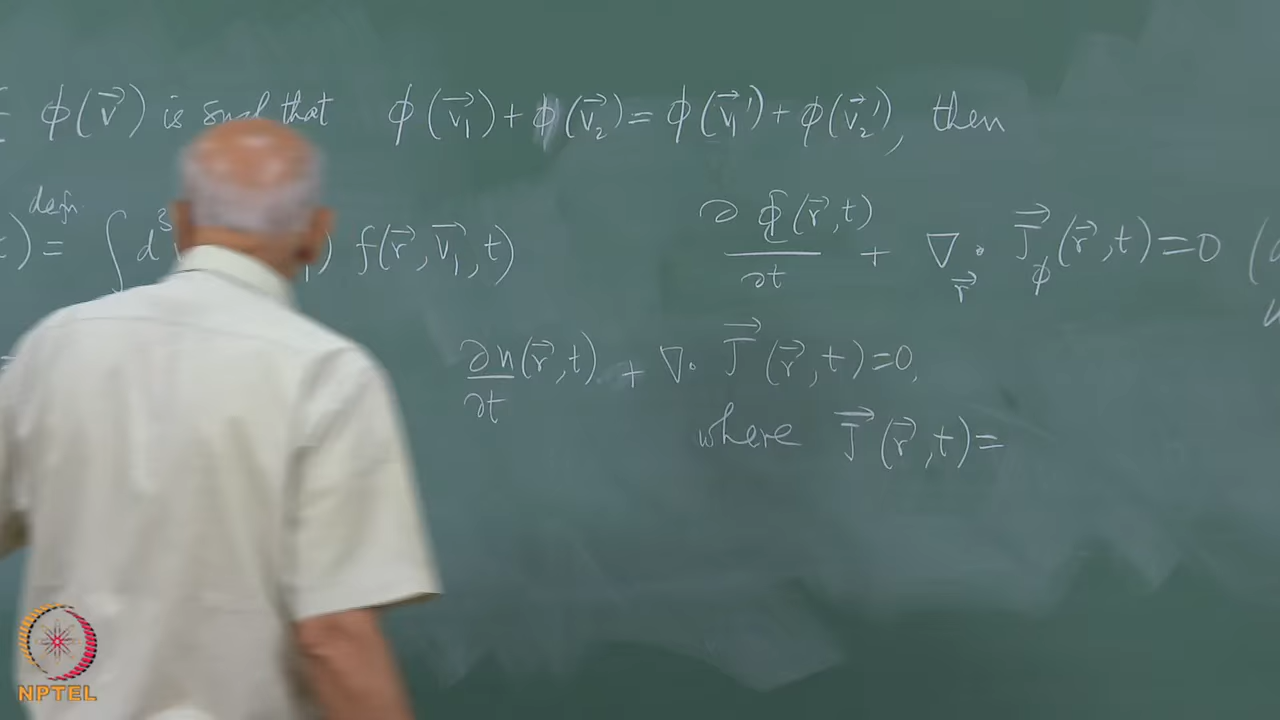 ϕ(v⃗) is such that ϕ(v⃗₁) + ϕ(v⃗₂) = ϕ(v⃗₁′) + ϕ(v⃗₂′), then
) defn. = ∫ d³ ) f(r⃗, v⃗₁, t)
∂Φ(r⃗, t)/∂t + ∇_r⃗ · J⃗_ϕ(r⃗, t) = 0 (
∂n(r⃗, t)/∂t + ∇ · J⃗(r⃗, t) = 0,
where J⃗(r⃗, t) =
NPTEL